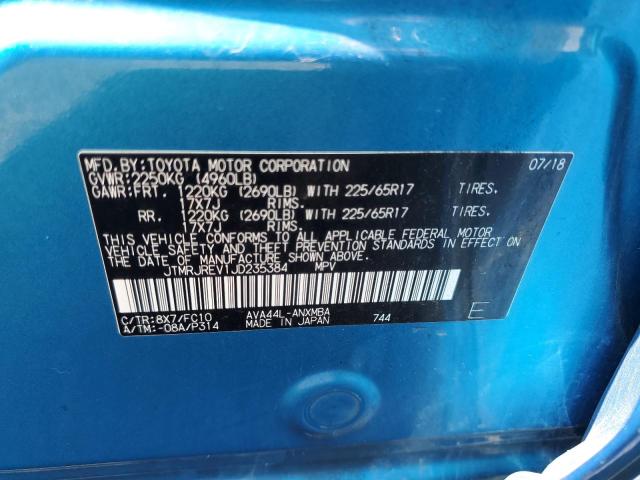 MFD.BY:TOYOTA MOTOR CORPORATION 07/18
GVWR:2250KG (4960LB)
GAWR:FRT. 1220KG (2690LB) WITH 225/65R17 TIRES.
17X7J RIMS.
RR. 1220KG (2690LB) WITH 225/65R17 TIRES.
17X7J RIMS.
THIS VEHICLE CONFORMS TO ALL APPLICABLE FEDERAL MOTOR
VEHICLE SAFETY AND THEFT PREVENTION STANDARDS IN EFFECT ON
THE DATE OF MANUFACTURE SHOWN ABOVE.
JTMRJREV1JD235384 MPV
C/TR:8X7/FC10 AVA44L-ANXMBA
A/TM:-08A/P314 MADE IN JAPAN 744 E